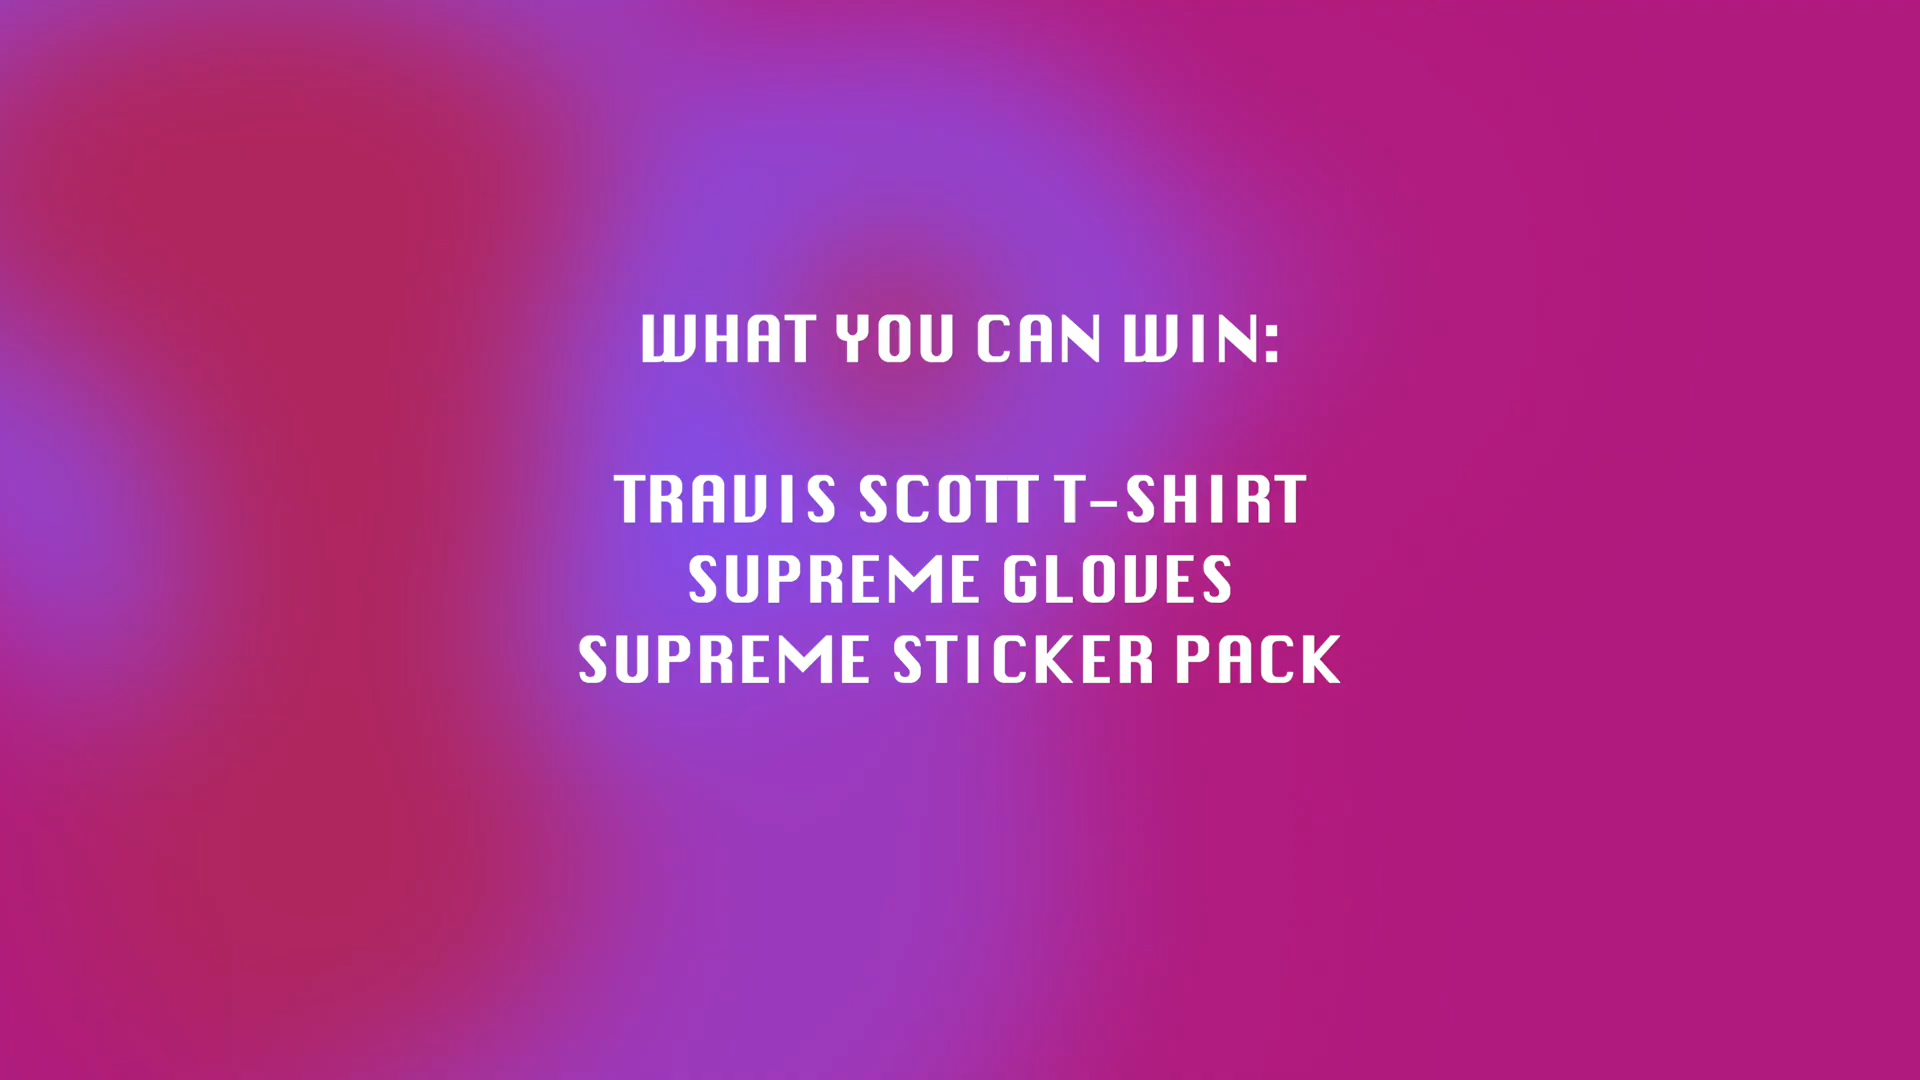 WHAT YOU CAN WIN:
TRAVIS SCOTT T-SHIRT
SUPREME GLOVES
SUPREME STICKER PACK